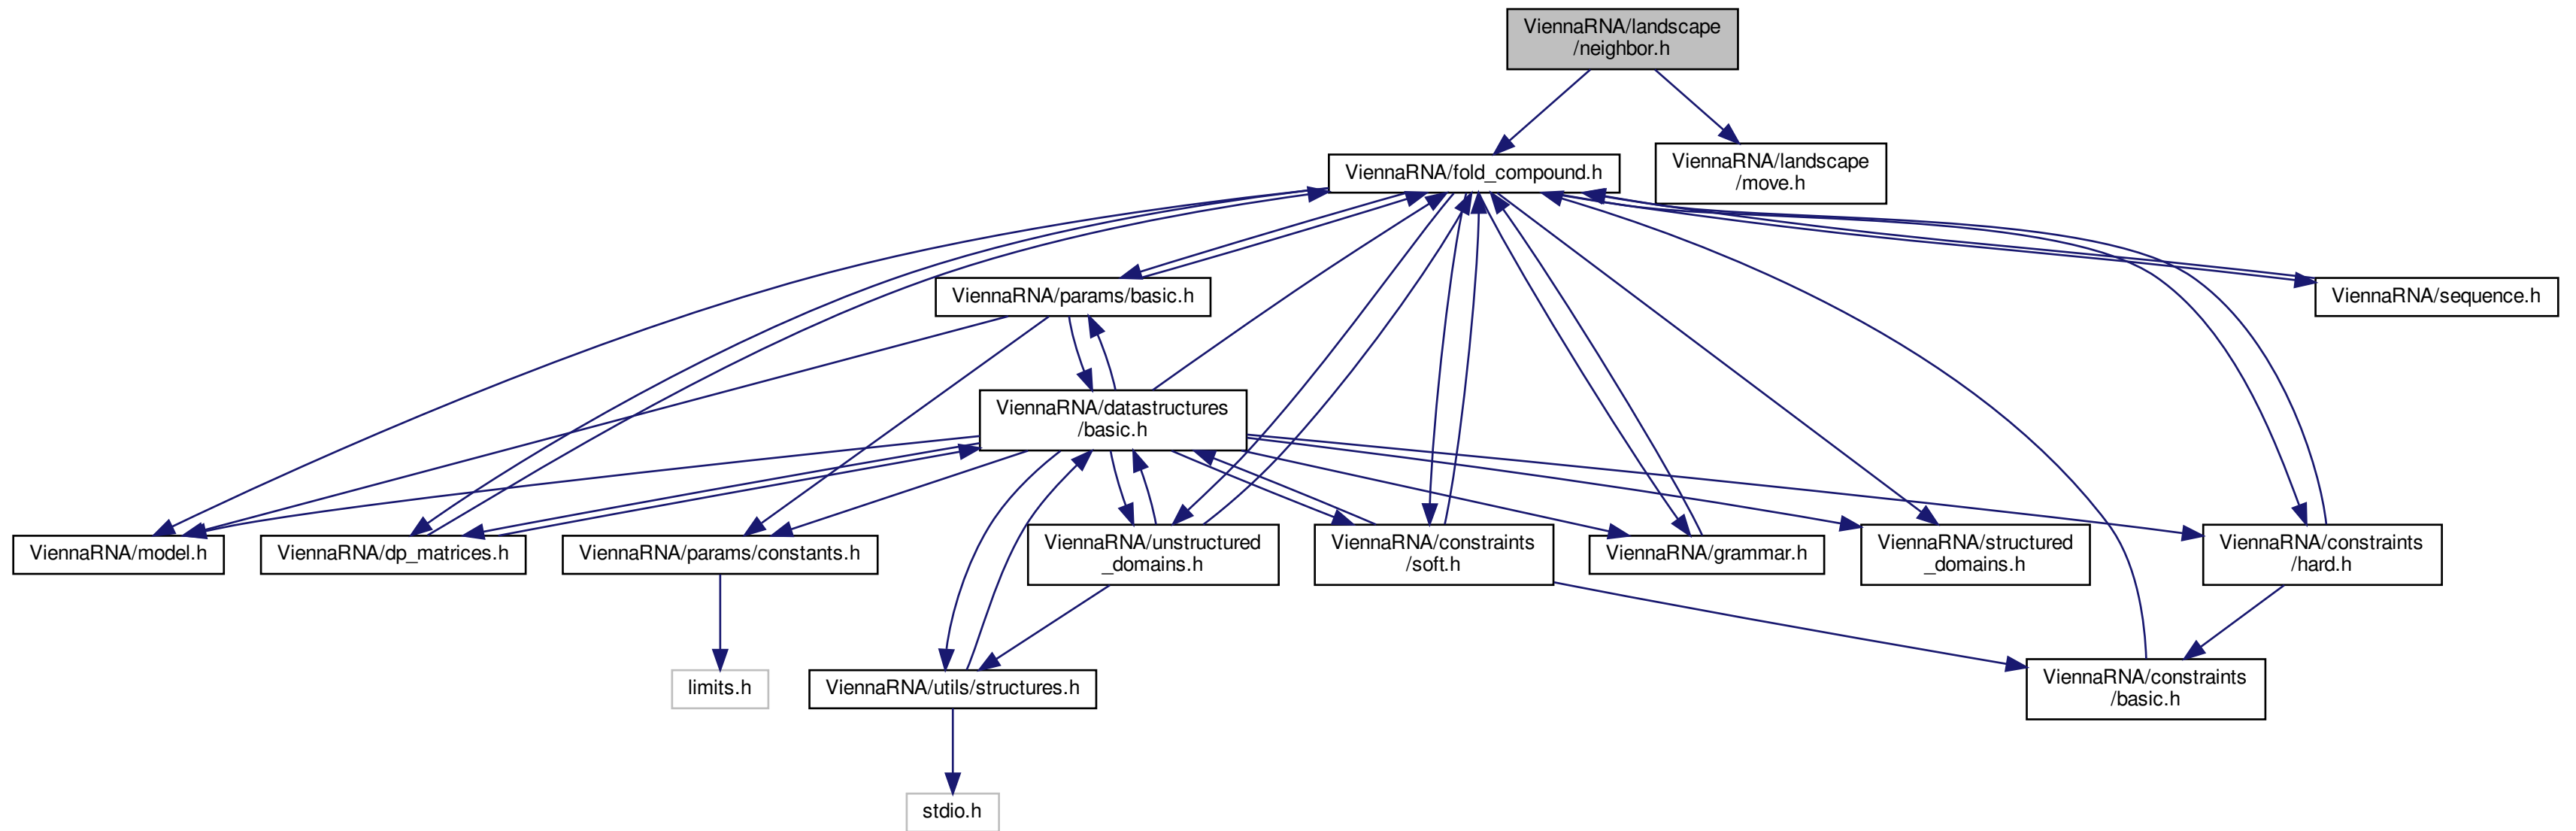 ViennaRNA/landscape
/neighbor.h
ViennaRNA/fold_compound.h
ViennaRNA/landscape
/move.h
ViennaRNA/params/basic.h
ViennaRNA/sequence.h
ViennaRNA/datastructures
/basic.h
ViennaRNA/model.h
ViennaRNA/dp_matrices.h
ViennaRNA/params/constants.h
ViennaRNA/unstructured
_domains.h
ViennaRNA/constraints
/soft.h
ViennaRNA/grammar.h
ViennaRNA/structured
_domains.h
ViennaRNA/constraints
/hard.h
limits.h
ViennaRNA/utils/structures.h
ViennaRNA/constraints
/basic.h
stdio.h